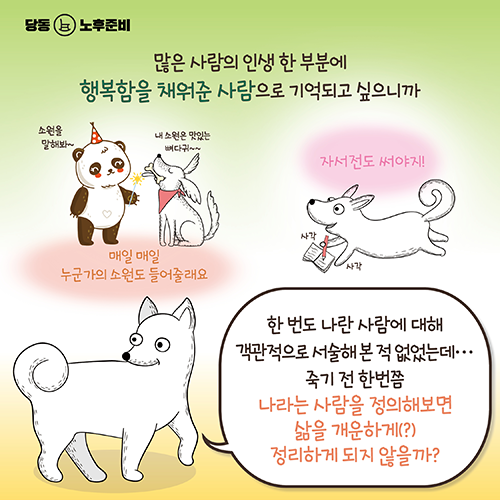 당동 노후준비
많은 사람의 인생 한 부분에
행복함을 채워준 사람으로 기억되고 싶으니까
소원을
말해봐~
내 소원은 맛있는
뼈다귀~~
자서전도 써야지!
사각
사각
매일 매일
누군가의 소원도 들어줄래요
한 번도 나란 사람에 대해
객관적으로 서술해 본 적 없었는데…
죽기 전 한번쯤
나라는 사람을 정의해보면
삶을 개운하게(?)
정리하게 되지 않을까?